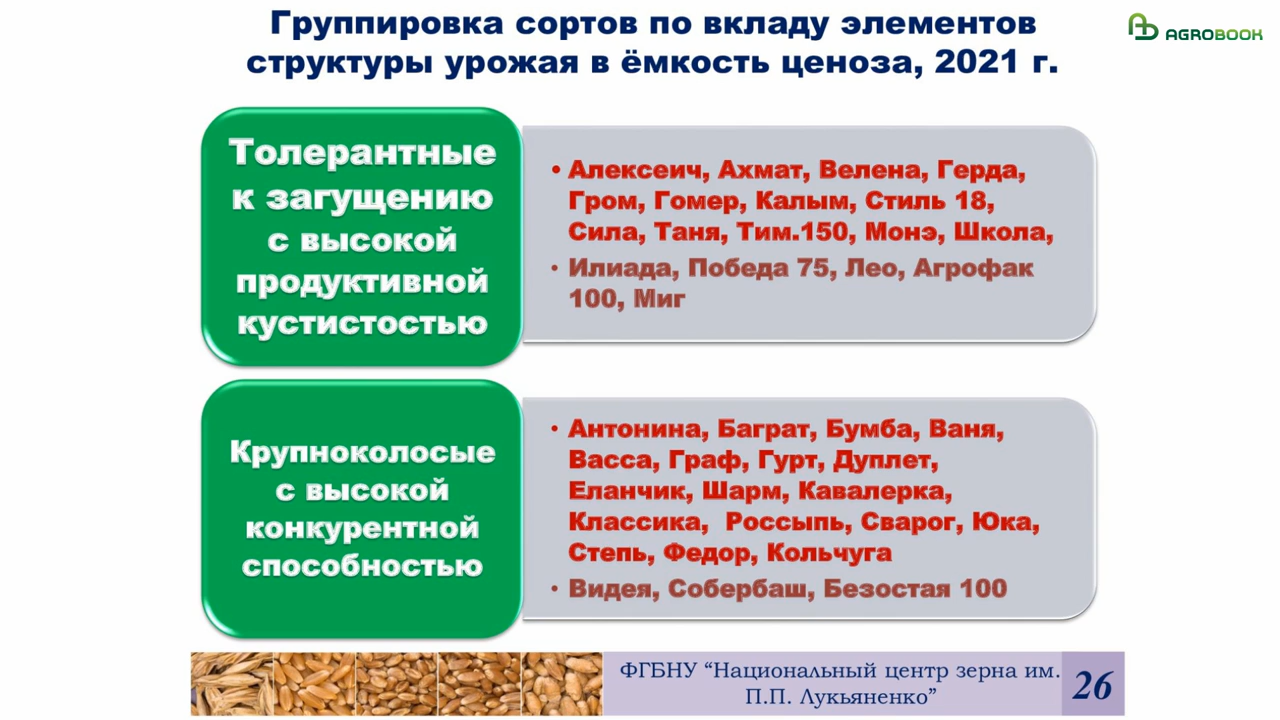 Группировка сортов по вкладу элементов
структуры урожая в ёмкость ценоза, 2021 г.
AGROBOOK
Толерантные
к загущению
с высокой
продуктивной
кустистостью
• Алексеич, Ахмат, Велена, Герда,
Гром, Гомер, Калым, Стиль 18,
Сила, Таня, Тим.150, Монэ, Школа,
• Илиада, Победа 75, Лео, Агрофак
100, Миг
Крупноколосые
с высокой
конкурентной
способностью
• Антонина, Баграт, Бумба, Ваня,
Васса, Граф, Гурт, Дуплет,
Еланчик, Шарм, Кавалерка,
Классика, Россыпь, Сварог, Юка,
Степь, Федор, Кольчуга
• Видея, Собербаш, Безостая 100
ФГБНУ “Национальный центр зерна им.
П.П. Лукьяненко”
26